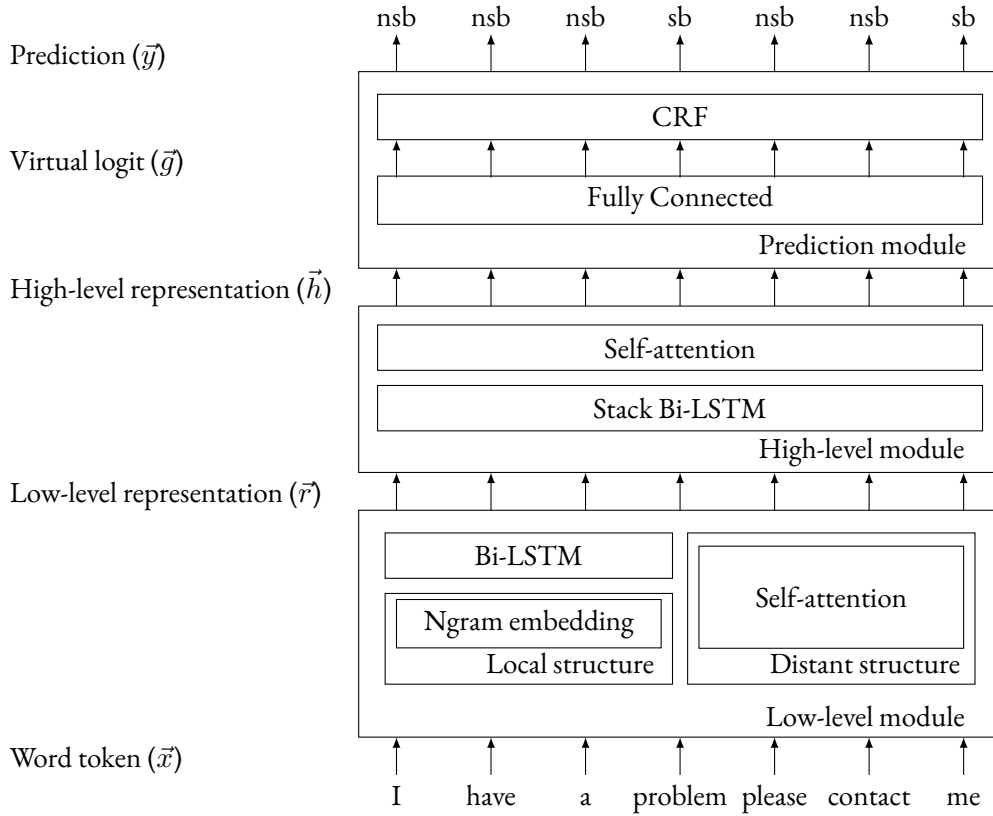 nsb nsb nsb sb nsb nsb sb
Prediction (y⃗)
CRF
Virtual logit (g⃗)
Fully Connected
Prediction module
High-level representation (h⃗)
Self-attention
Stack Bi-LSTM
High-level module
Low-level representation (r⃗)
Bi-LSTM
Ngram embedding
Local structure
Self-attention
Distant structure
Low-level module
Word token (x⃗)
I have a problem please contact me